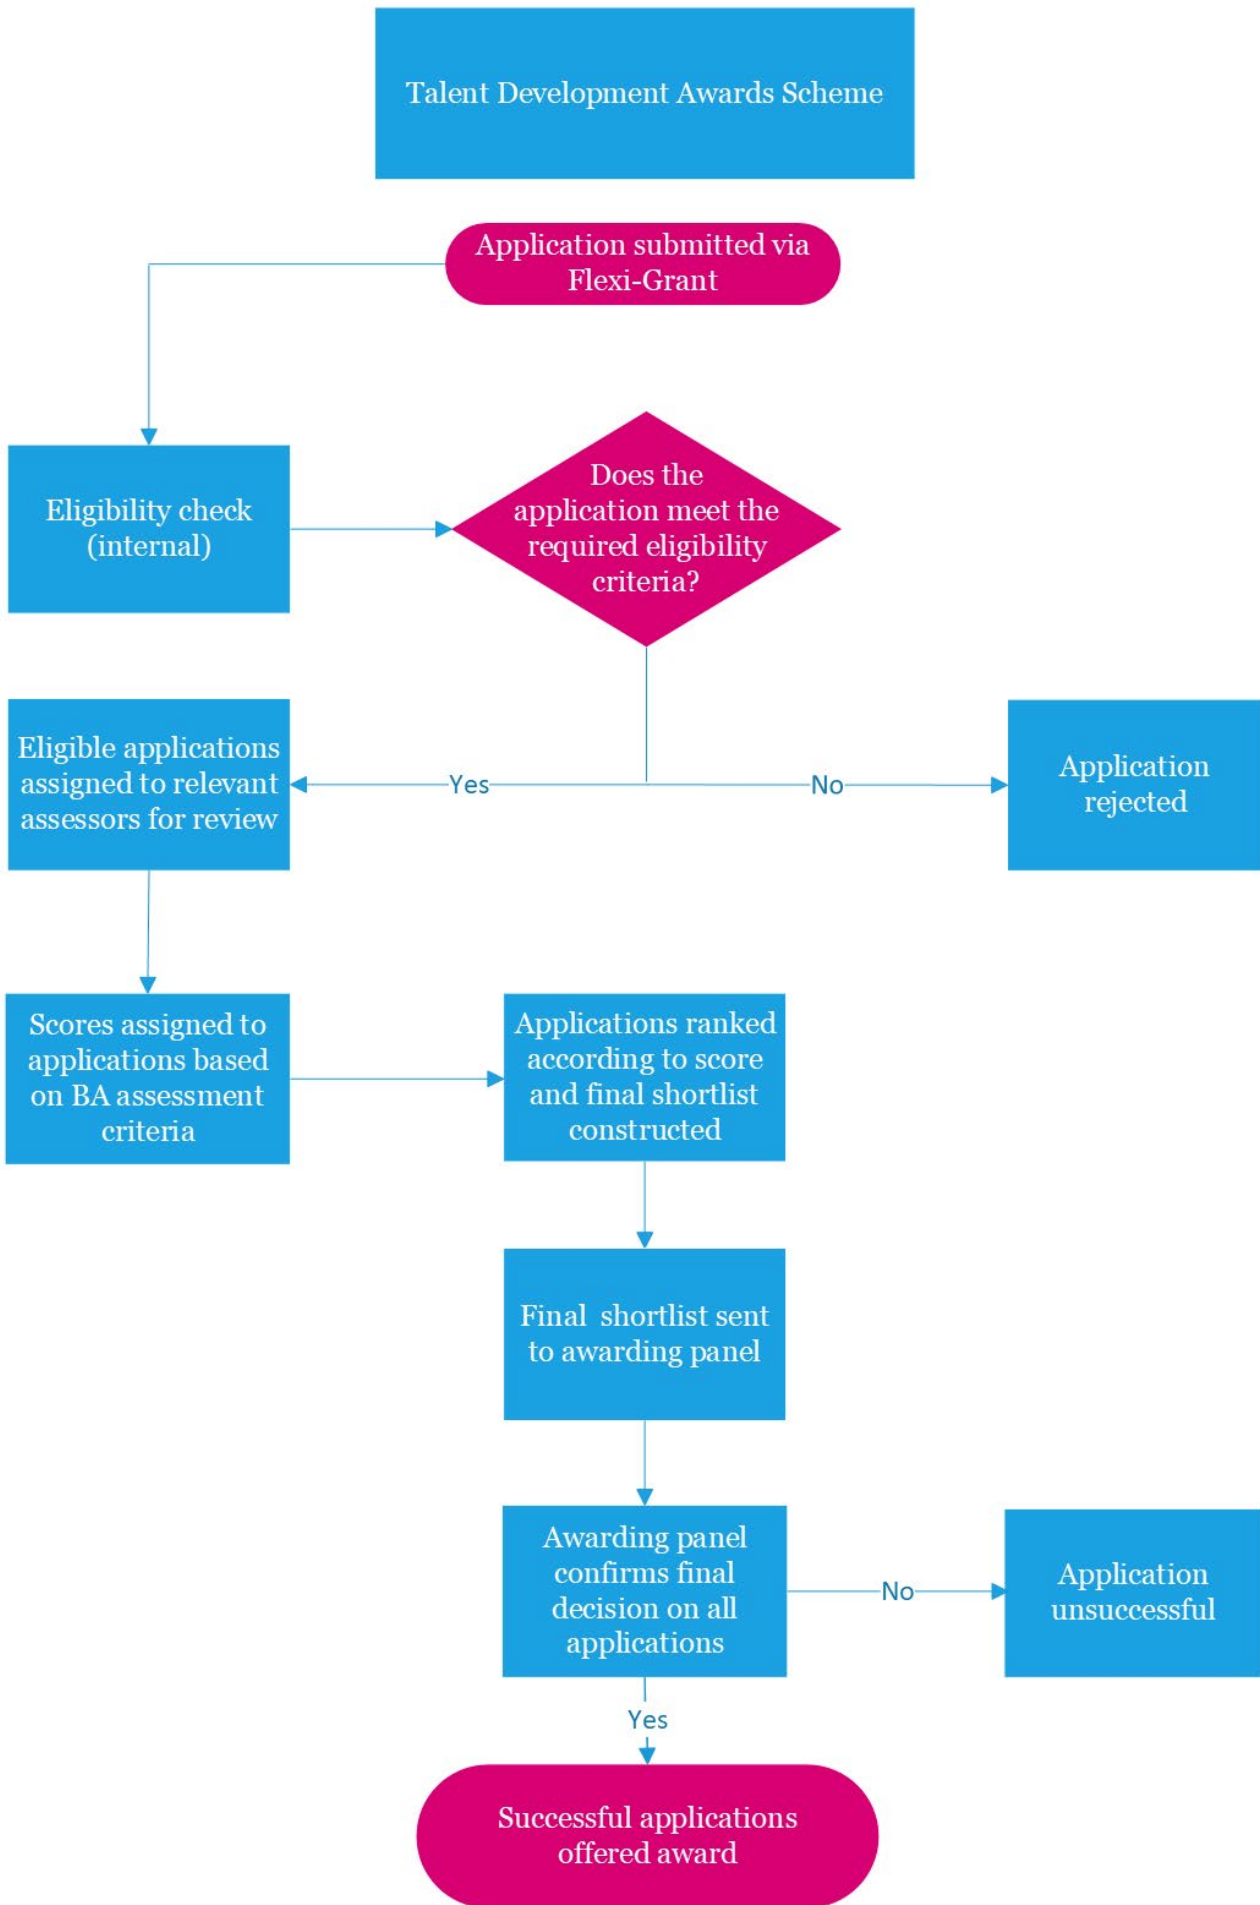 Talent Development Awards Scheme
Application submitted via
Flexi-Grant
Eligibility check
(internal)
Does the
application meet the
required eligibility
criteria?
Eligible applications
assigned to relevant
assessors for review
Yes
No
Application
rejected
Scores assigned to
applications based
on BA assessment
criteria
Applications ranked
according to score
and final shortlist
constructed
Final shortlist sent
to awarding panel
Awarding panel
confirms final
decision on all
applications
No
Application
unsuccessful
Yes
Successful applications
offered award